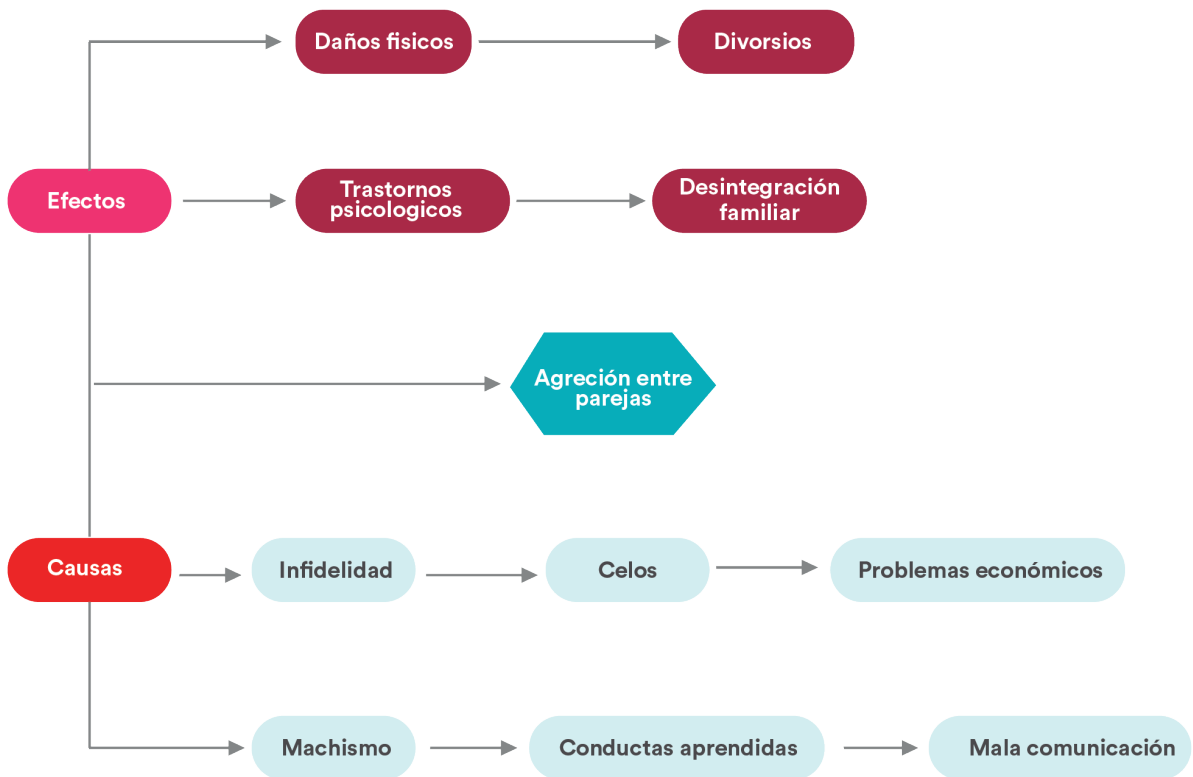 Daños fisicos
Divorsios
Efectos
Trastornos
psicologicos
Desintegración
familiar
Agreción entre
parejas
Causas
Infidelidad
Celos
Problemas económicos
Machismo
Conductas aprendidas
Mala comunicación